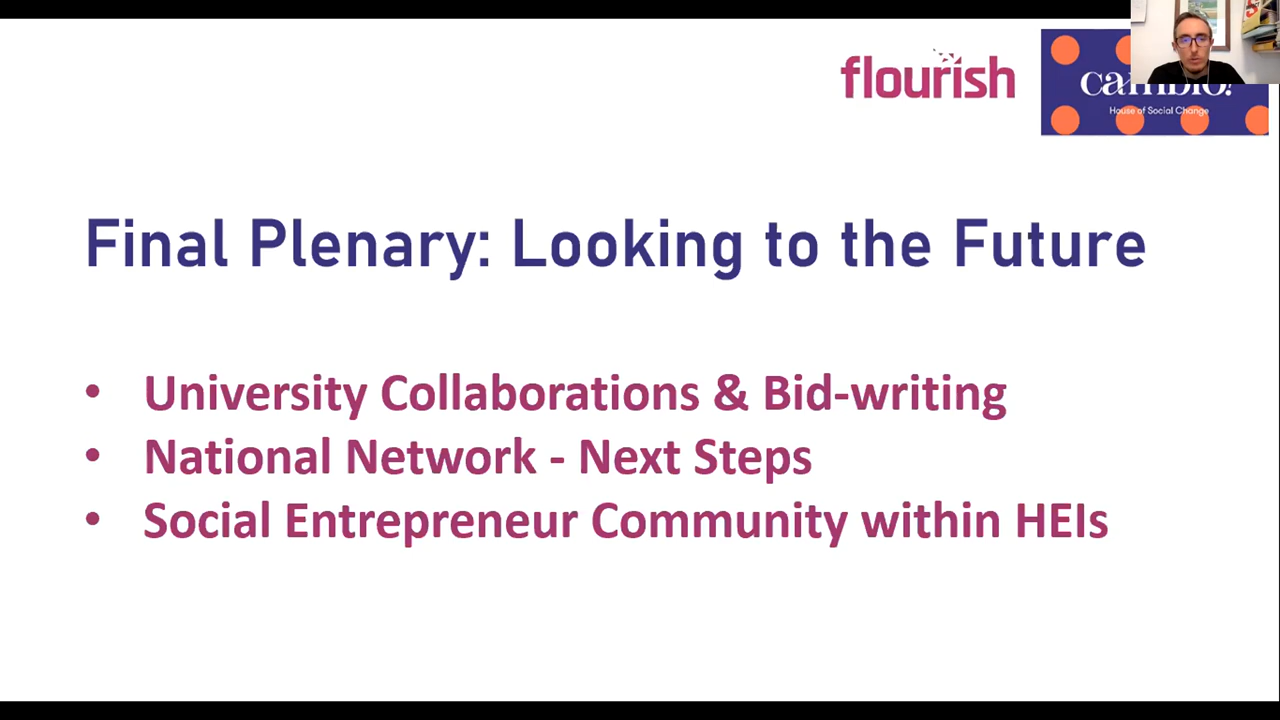 flourish
House of Social Change
Final Plenary: Looking to the Future
• University Collaborations & Bid-writing
• National Network - Next Steps
• Social Entrepreneur Community within HEIs